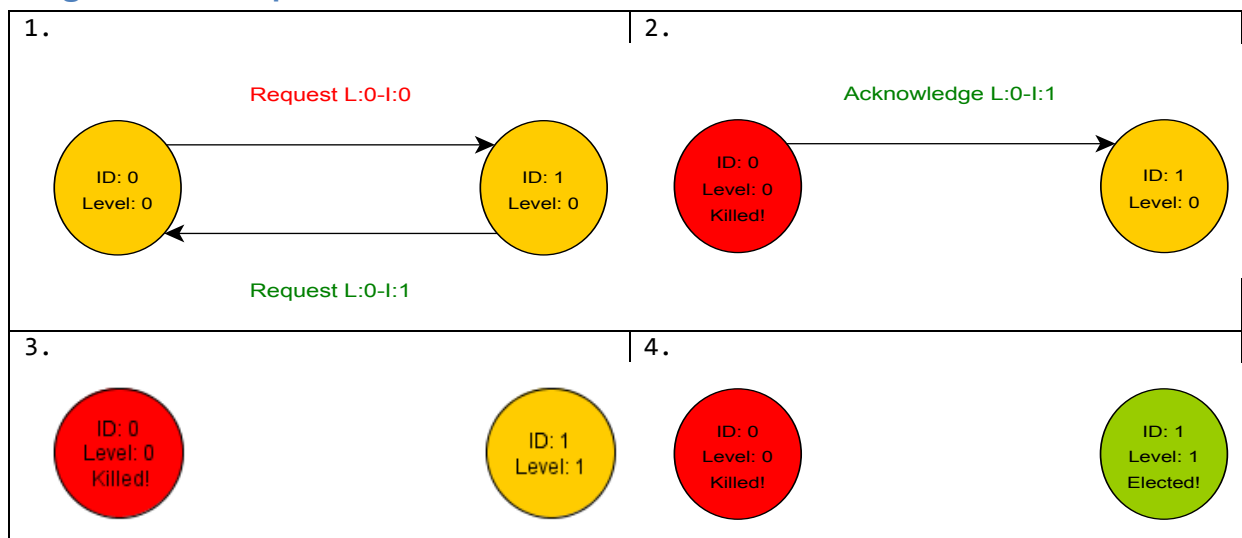 1.
Request L:0-I:0
ID: 0
Level: 0
ID: 1
Level: 0
Request L:0-I:1
2.
Acknowledge L:0-I:1
ID: 0
Level: 0
Killed!
ID: 1
Level: 0
3.
ID: 0
Level: 0
Killed!
ID: 1
Level: 1
4.
ID: 0
Level: 0
Killed!
ID: 1
Level: 1
Elected!